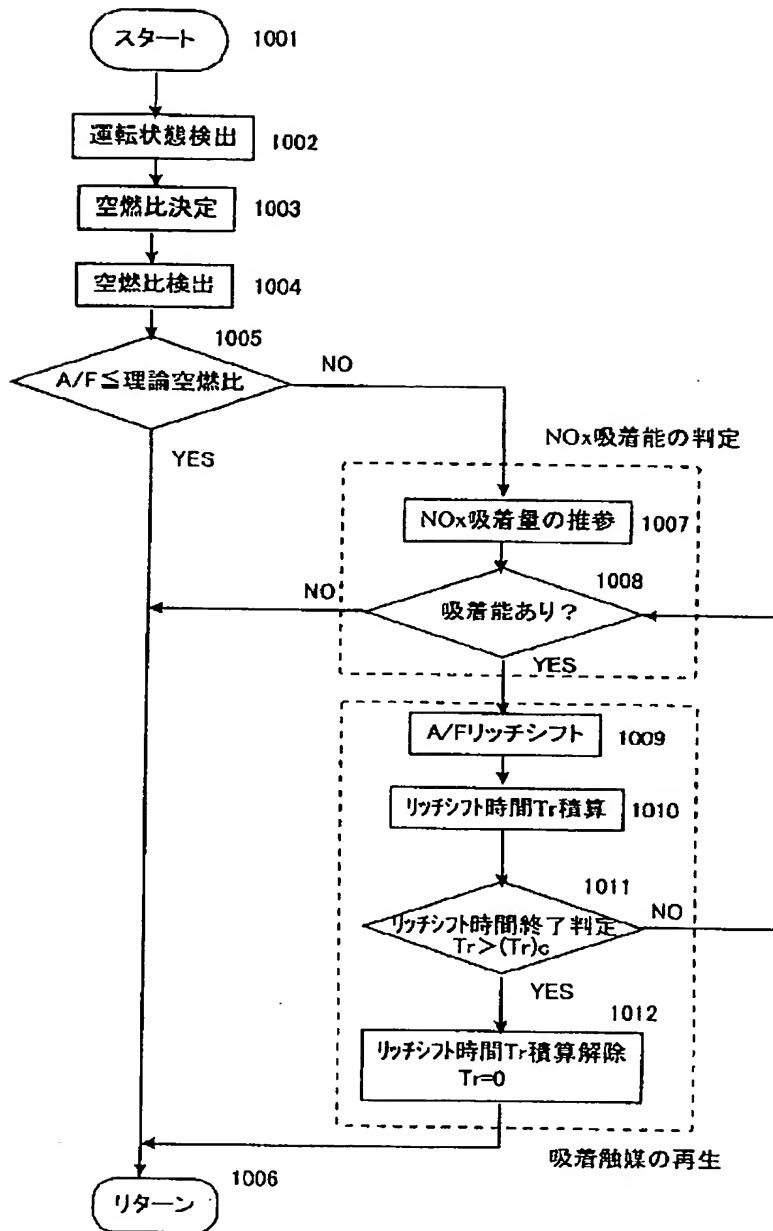 スタート 1001
運転状態検出 1002
空燃比決定 1003
空燃比検出 1004
1005
A/F≦理論空燃比
NO
YES
NOx吸着能の判定
NOx吸着量の推参 1007
1008
吸着能あり?
NO
YES
A/Fリッチシフト 1009
リッチシフト時間Tr積算 1010
1011
リッチシフト時間終了判定
Tr>(Tr)c
NO
YES
1012
リッチシフト時間Tr積算解除
Tr=0
吸着触媒の再生
1006
リターン